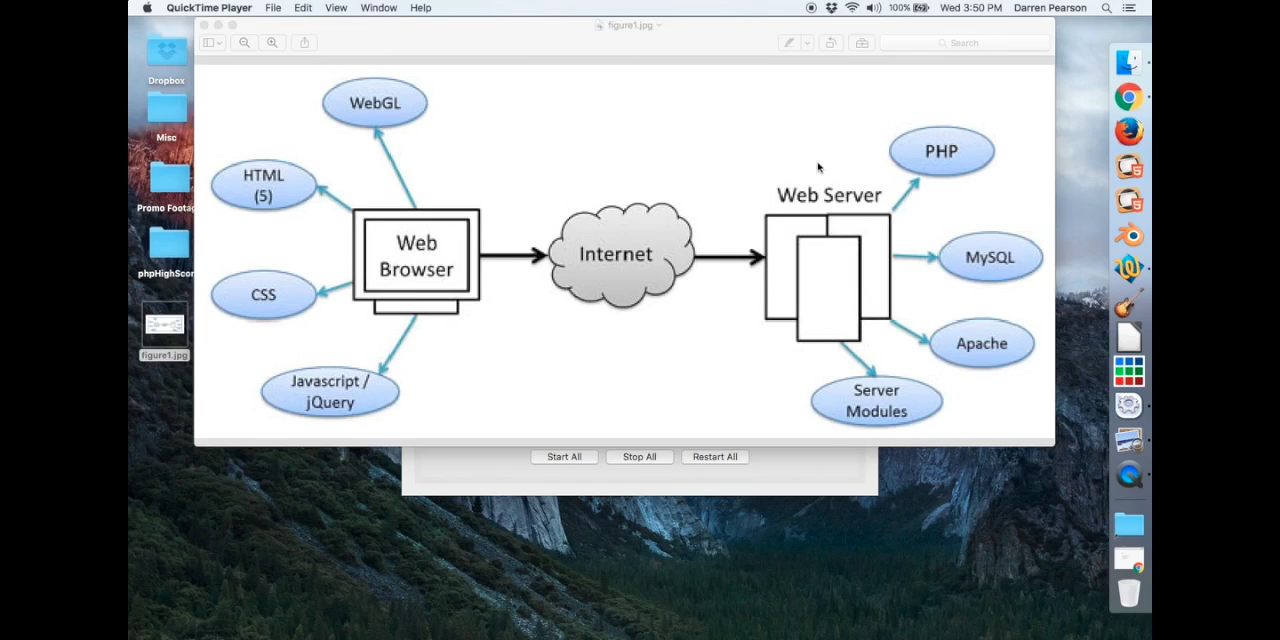 QuickTime Player File Edit View Window Help 100% Wed 3:50 PM Darren Pearson
figure1.jpg
Search
Dropbox
Misc
Promo Footag
phpHighScor
figure1.jpg
WebGL
HTML
(5)
CSS
Javascript /
jQuery
Web
Browser
Internet
Web Server
PHP
MySQL
Apache
Server
Modules
Start All Stop All Restart All